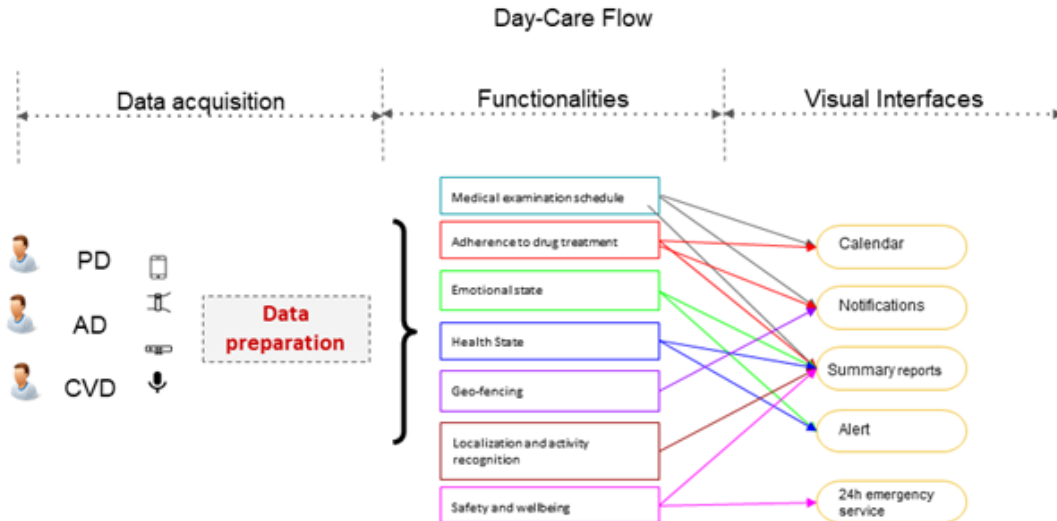 Day-Care Flow
Data acquisition
Functionalities
Visual Interfaces
PD
AD
CVD
Data
preparation
Medical examination schedule
Adherence to drug treatment
Emotional state
Health State
Geo-fencing
Localization and activity
recognition
Safety and wellbeing
Calendar
Notifications
Summary reports
Alert
24h emergency
service